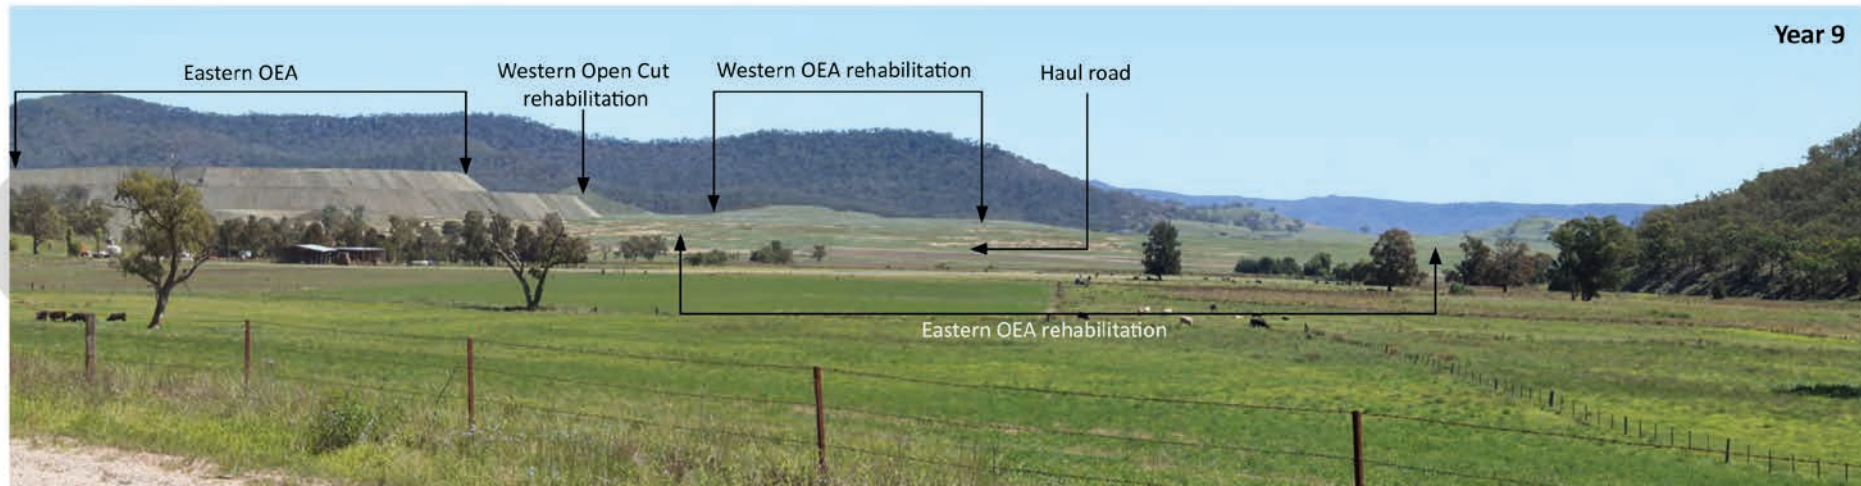 Year 9
Eastern OEA
Western Open Cut
rehabilitation
Western OEA rehabilitation
Haul road
Eastern OEA rehabilitation